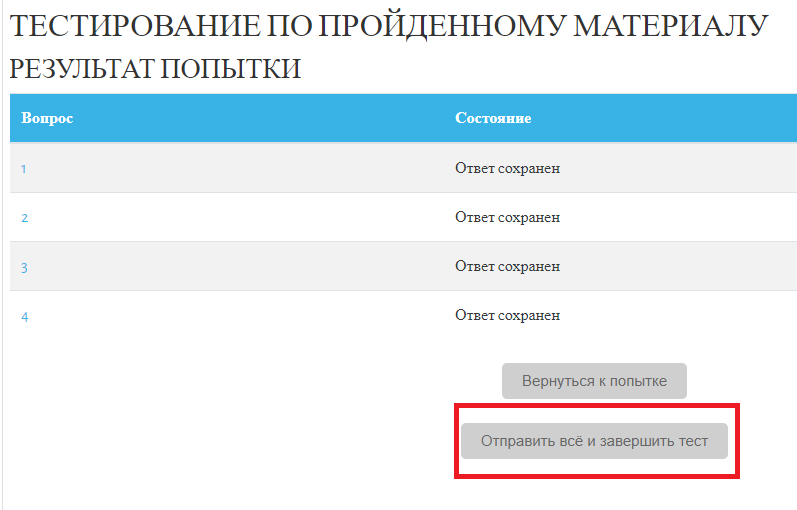 ТЕСТИРОВАНИЕ ПО ПРОЙДЕННОМУ МАТЕРИАЛУ
РЕЗУЛЬТАТ ПОПЫТКИ
Вопрос Состояние
1 Ответ сохранен
2 Ответ сохранен
3 Ответ сохранен
4 Ответ сохранен
Вернуться к попытке
Отправить всё и завершить тест